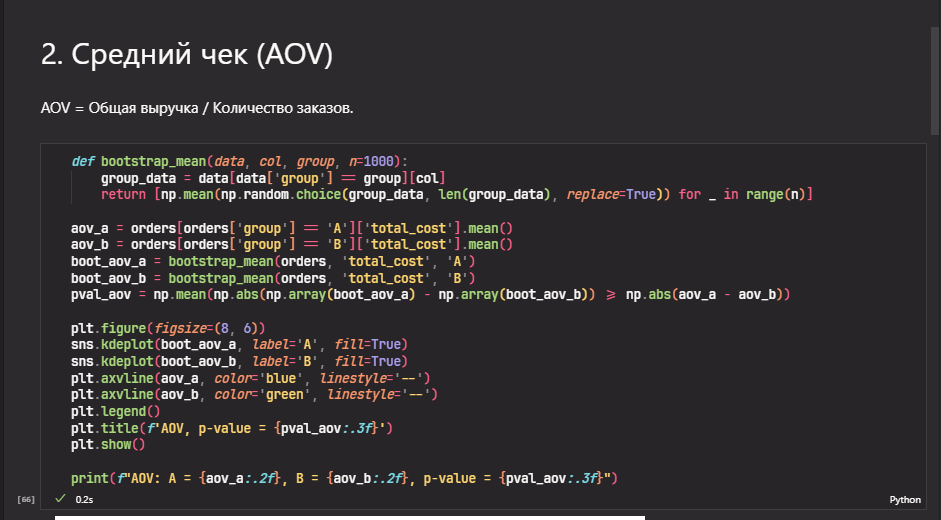 2. Средний чек (AOV)
AOV = Общая выручка / Количество заказов.
def bootstrap_mean(data, col, group, n=1000):
    group_data = data[data['group'] == group][col]
    return [np.mean(np.random.choice(group_data, len(group_data), replace=True)) for _ in range(n)]
aov_a = orders[orders['group'] == 'A']['total_cost'].mean()
aov_b = orders[orders['group'] == 'B']['total_cost'].mean()
boot_aov_a = bootstrap_mean(orders, 'total_cost', 'A')
boot_aov_b = bootstrap_mean(orders, 'total_cost', 'B')
pval_aov = np.mean(np.abs(np.array(boot_aov_a) - np.array(boot_aov_b)) >= np.abs(aov_a - aov_b))
plt.figure(figsize=(8, 6))
sns.kdeplot(boot_aov_a, label='A', fill=True)
sns.kdeplot(boot_aov_b, label='B', fill=True)
plt.axvline(aov_a, color='blue', linestyle='--')
plt.axvline(aov_b, color='green', linestyle='--')
plt.legend()
plt.title(f'AOV, p-value = {pval_aov:.3f}')
plt.show()
print(f"AOV: A = {aov_a:.2f}, B = {aov_b:.2f}, p-value = {pval_aov:.3f}")
[66] ✓ 0.2s Python